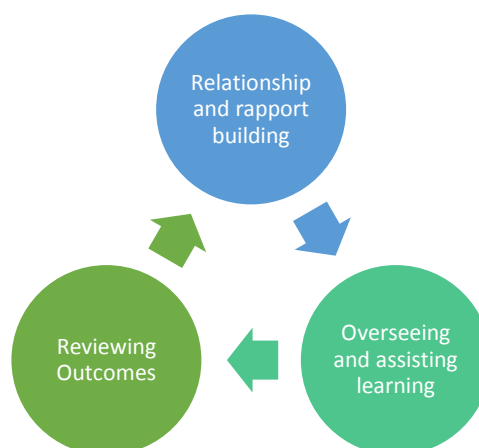 Relationship
and rapport
building
Overseeing
and assisting
learning
Reviewing
Outcomes